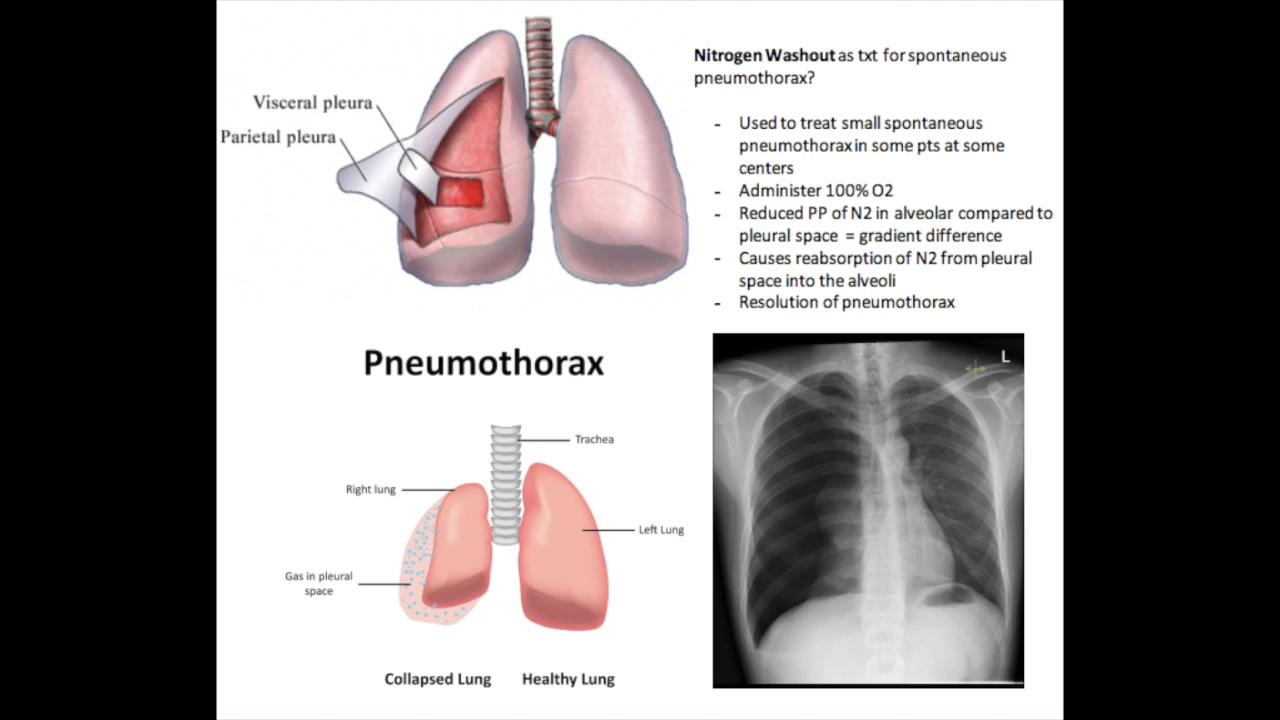 Visceral pleura
Parietal pleura
Nitrogen Washout as txt for spontaneous
pneumothorax?
- Used to treat small spontaneous
pneumothorax in some pts at some
centers
- Administer 100% O2
- Reduced PP of N2 in alveolar compared to
pleural space = gradient difference
- Causes reabsorption of N2 from pleural
space into the alveoli
- Resolution of pneumothorax
Pneumothorax
Trachea
Right lung
Left Lung
Gas in pleural
space
Collapsed Lung
Healthy Lung
L